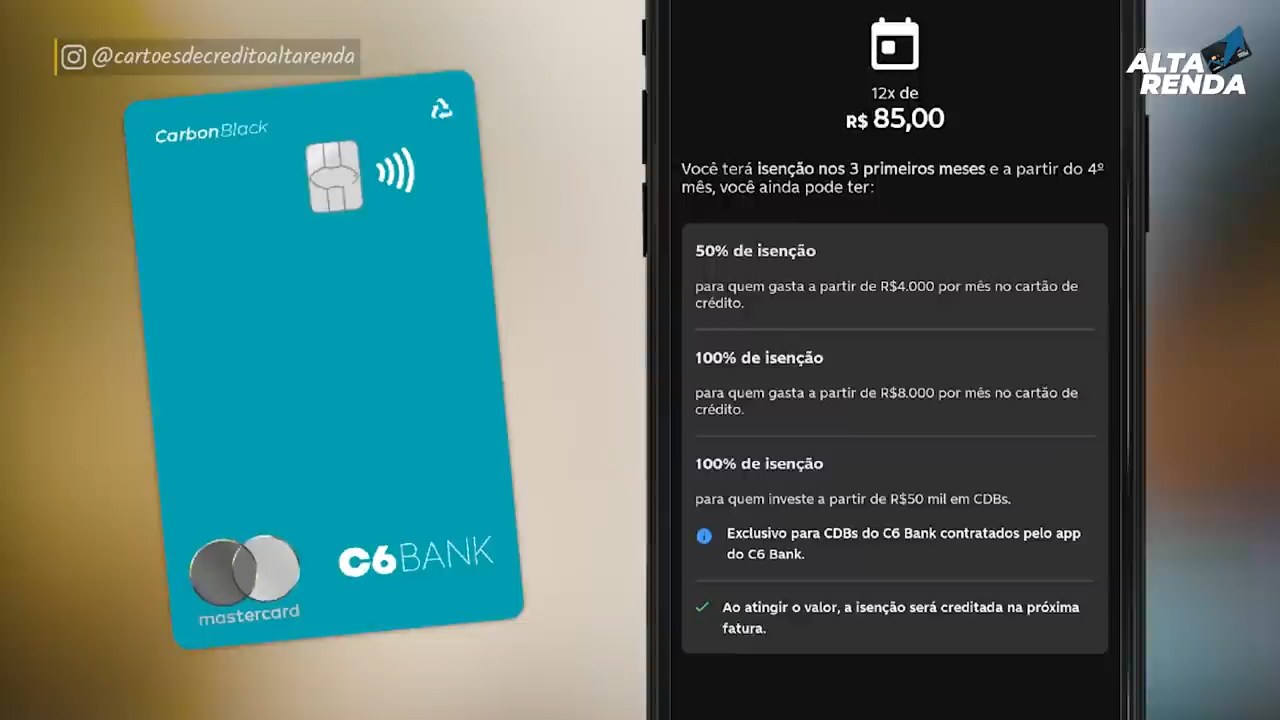 @cartoesdecreditoaltarenda
CarbonBlack
mastercard
C6BANK
12x de
R$ 85,00
Você terá isenção nos 3 primeiros meses e a partir do 4º
mês, você ainda pode ter:
50% de isenção
para quem gasta a partir de R$4.000 por mês no cartão de
crédito.
100% de isenção
para quem gasta a partir de R$8.000 por mês no cartão de
crédito.
100% de isenção
para quem investe a partir de R$50 mil em CDBs.
Exclusivo para CDBs do C6 Bank contratados pelo app
do C6 Bank.
Ao atingir o valor, a isenção será creditada na próxima
fatura.
ALTA
RENDA